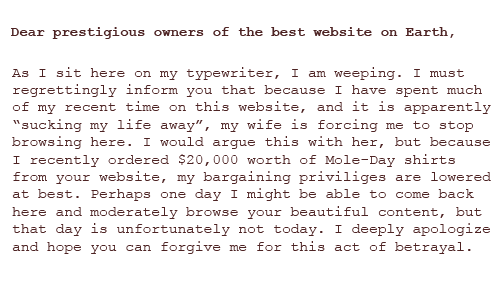 Dear prestigious owners of the best website on Earth,
As I sit here on my typewriter, I am weeping. I must
regrettingly inform you that because I have spent much
of my recent time on this website, and it is apparently
“sucking my life away”, my wife is forcing me to stop
browsing here. I would argue this with her, but because
I recently ordered $20,000 worth of Mole-Day shirts
from your website, my bargaining priviliges are lowered
at best. Perhaps one day I might be able to come back
here and moderately browse your beautiful content, but
that day is unfortunately not today. I deeply apologize
and hope you can forgive me for this act of betrayal.